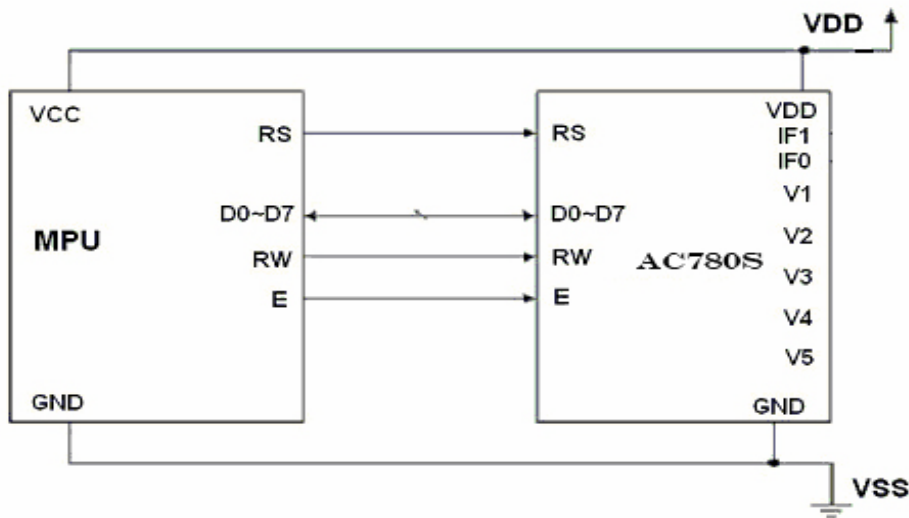 VDD
VCC
RS
D0~D7
MPU
RW
E
GND
RS
D0~D7
RW
E
AC780S
VDD
IF1
IF0
V1
V2
V3
V4
V5
GND
VSS